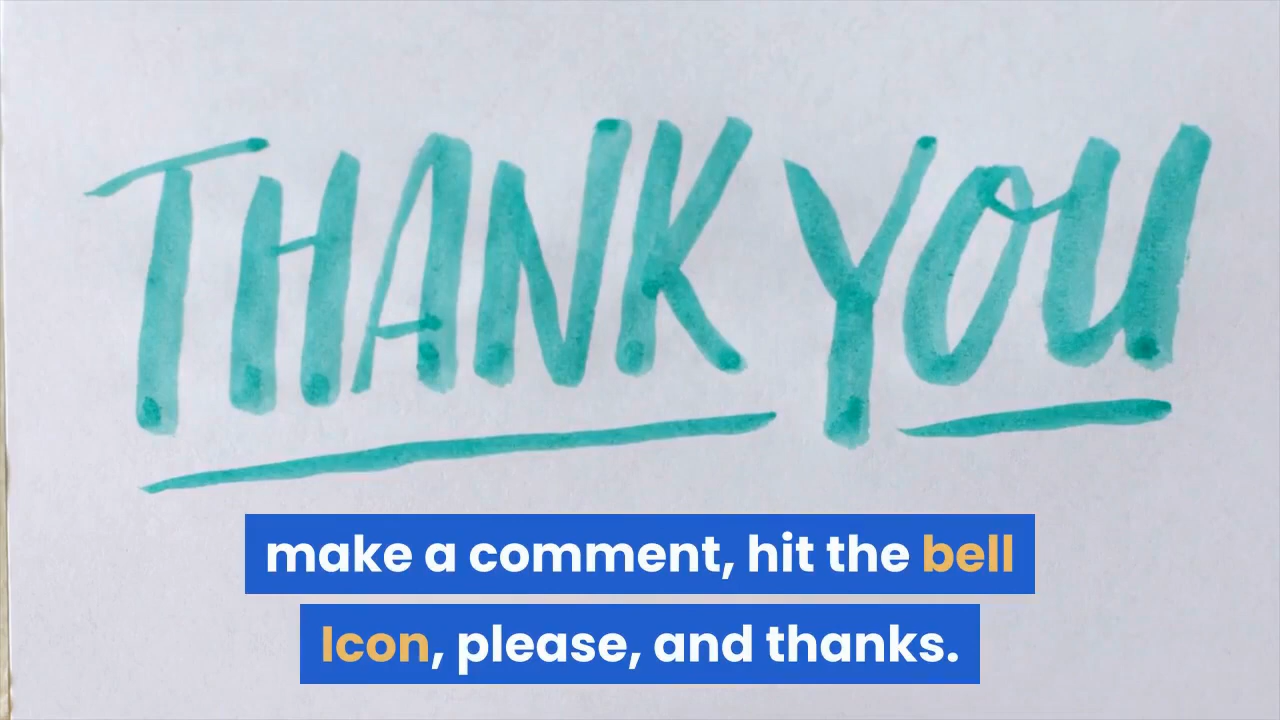 THANK YOU
make a comment, hit the bell
Icon, please, and thanks.